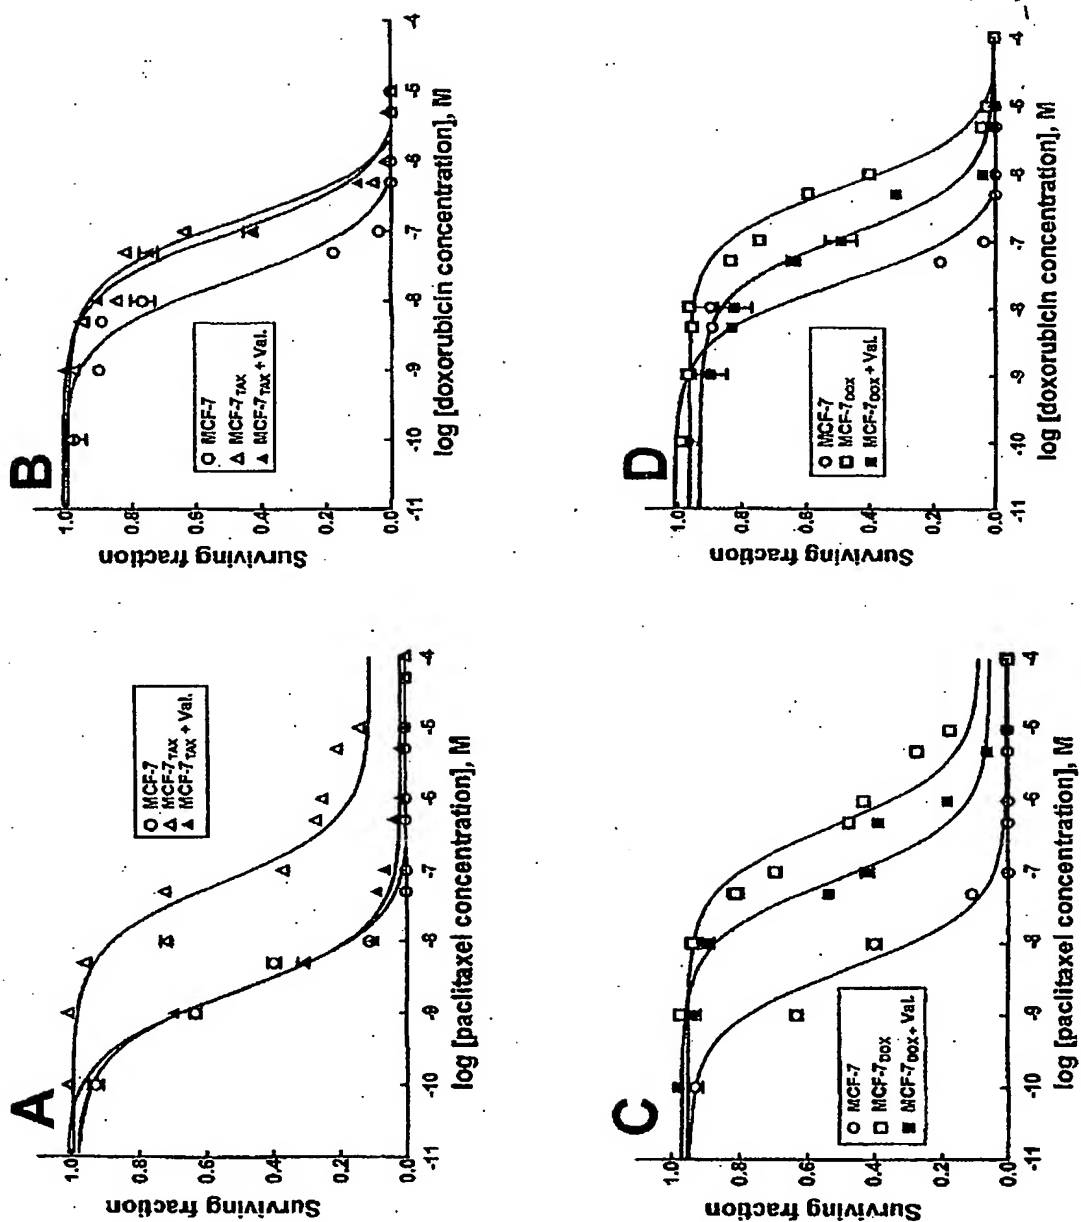 A
Surviving fraction
1.0
0.8
0.6
0.4
0.2
0.0
-11
-10
-9
-8
-7
-6
-5
-4
log [paclitaxel concentration], M
MCF-7
MCF-7TAX
MCF-7TAX + Val.
B
Surviving fraction
1.0
0.8
0.6
0.4
0.2
0.0
-11
-10
-9
-8
-7
-6
-5
-4
log [doxorubicin concentration], M
MCF-7
MCF-7TAX
MCF-7TAX + Val.
C
Surviving fraction
1.0
0.8
0.6
0.4
0.2
0.0
-11
-10
-9
-8
-7
-6
-5
-4
log [paclitaxel concentration], M
MCF-7
MCF-7DOX
MCF-7DOX + Val.
D
Surviving fraction
1.0
0.8
0.6
0.4
0.2
0.0
-11
-10
-9
-8
-7
-6
-5
-4
log [doxorubicin concentration], M
MCF-7
MCF-7DOX
MCF-7DOX + Val.